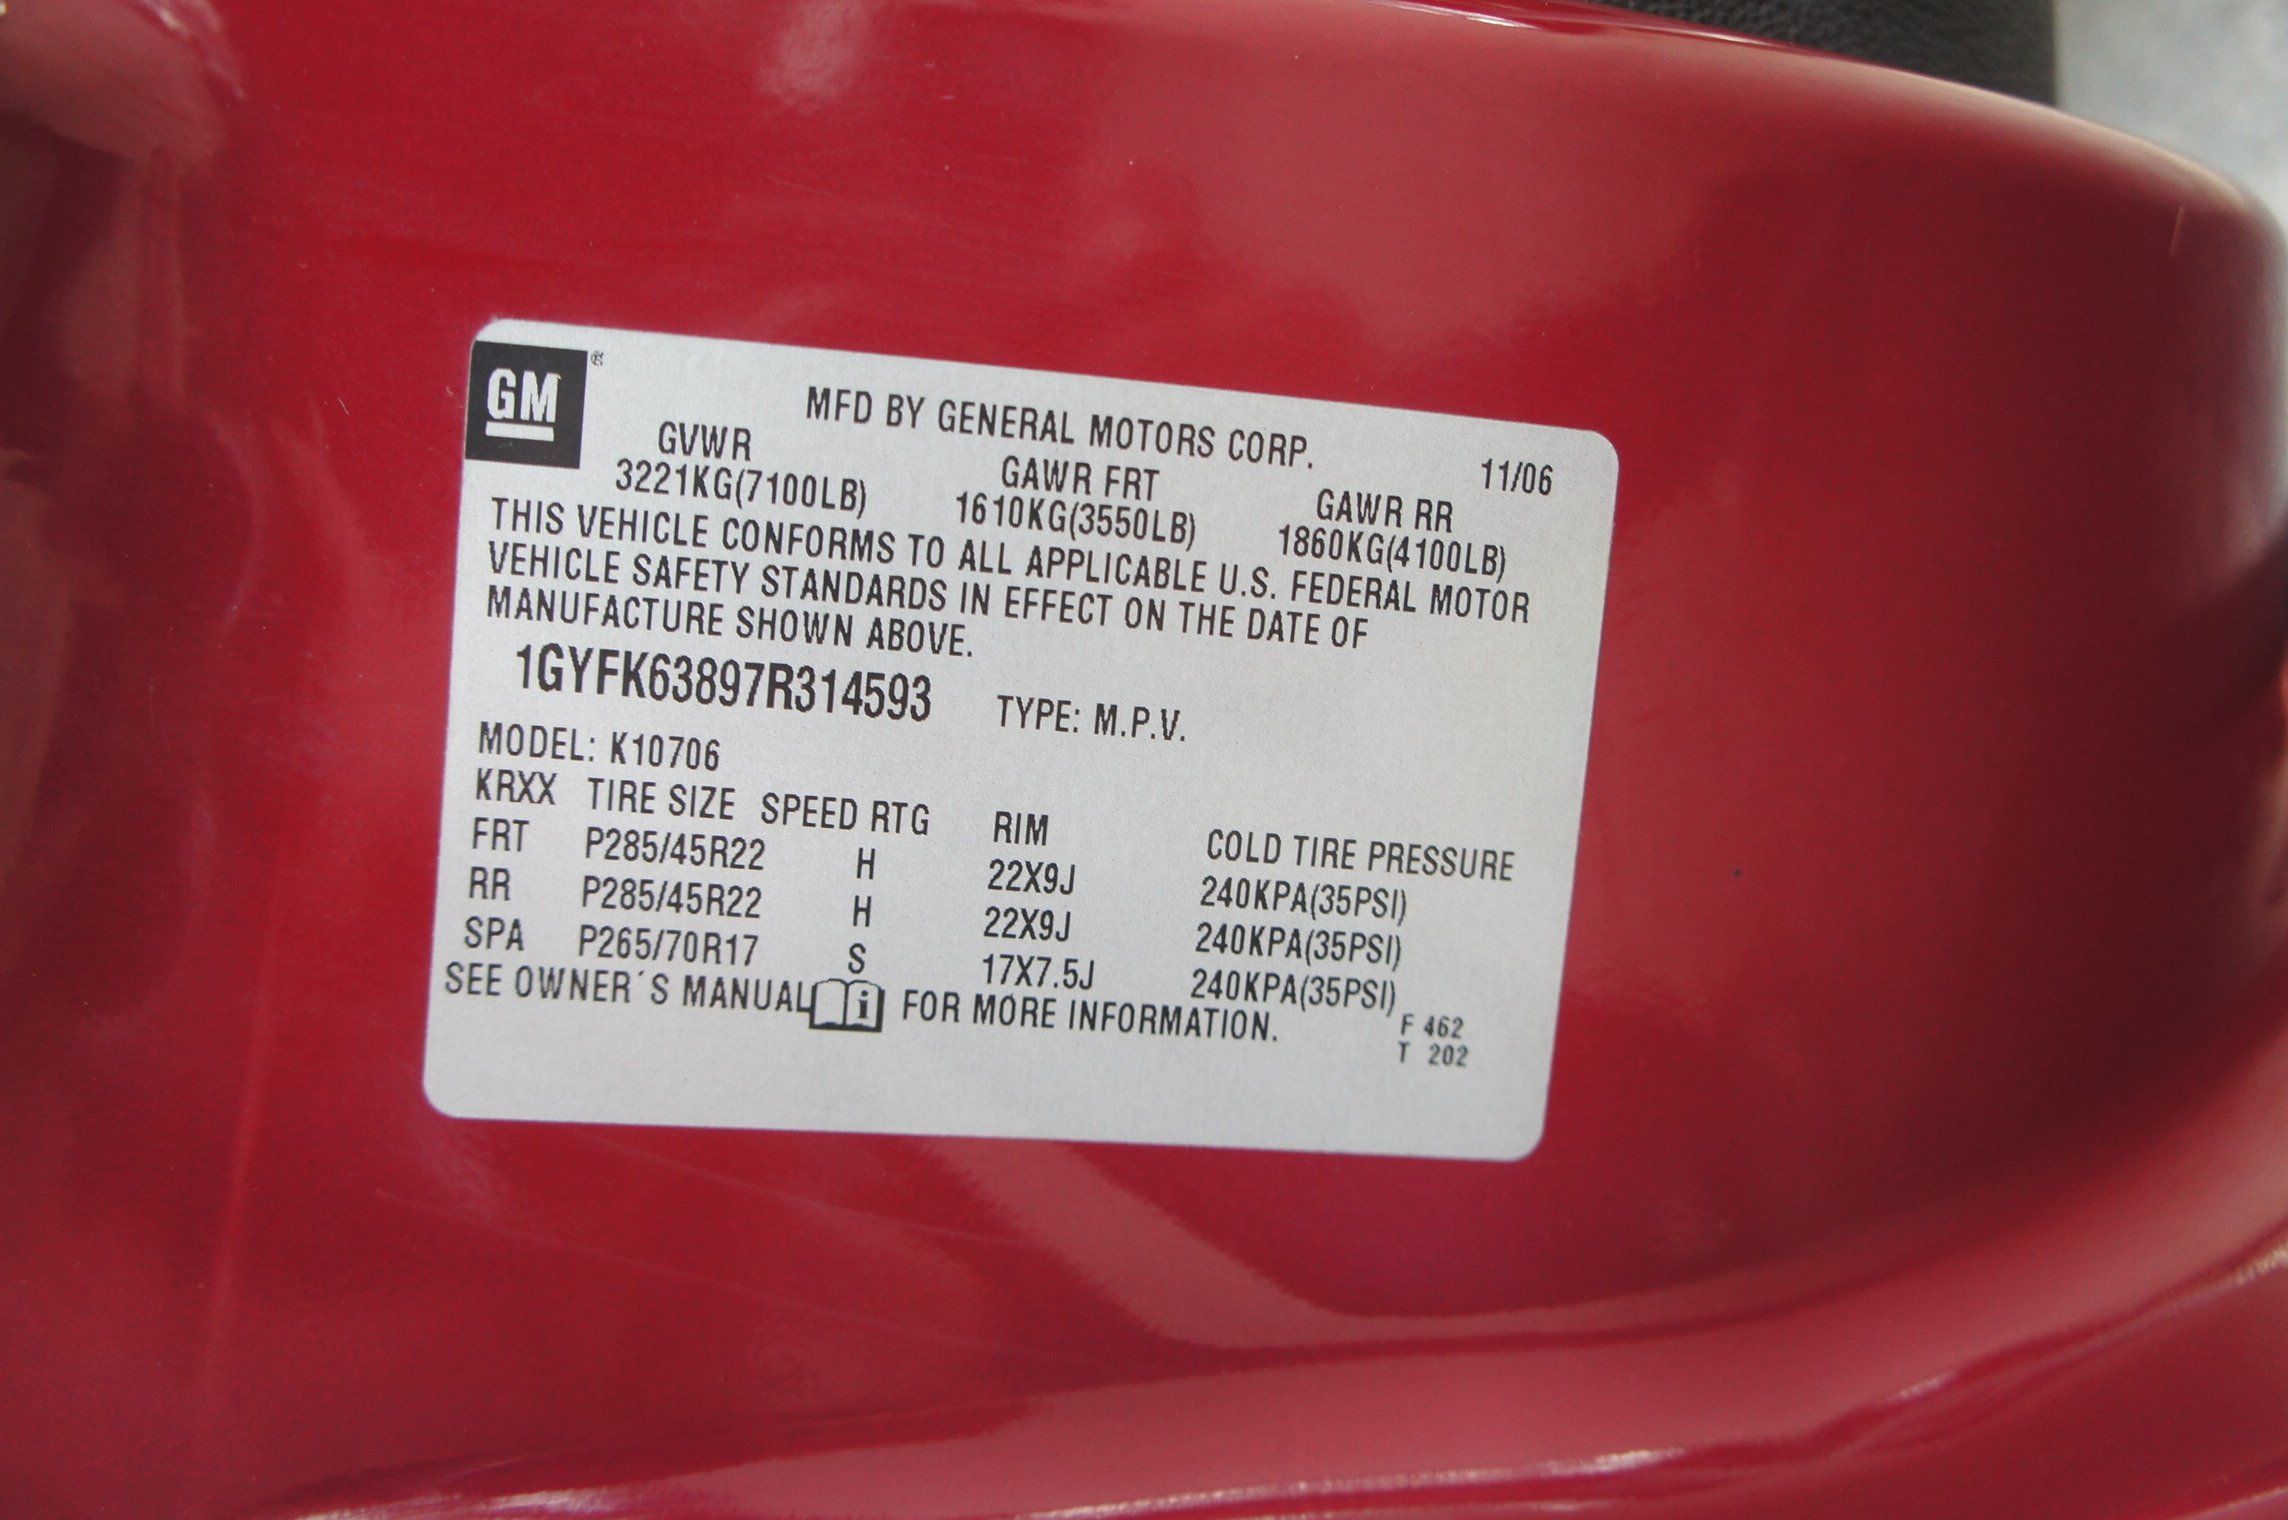 GM
MFD BY GENERAL MOTORS CORP. 11/06
GVWR GAWR FRT GAWR RR
3221KG(7100LB) 1610KG(3550LB) 1860KG(4100LB)
THIS VEHICLE CONFORMS TO ALL APPLICABLE U.S. FEDERAL MOTOR
VEHICLE SAFETY STANDARDS IN EFFECT ON THE DATE OF
MANUFACTURE SHOWN ABOVE.
1GYFK63897R314593 TYPE: M.P.V.
MODEL: K10706
KRXX TIRE SIZE SPEED RTG RIM COLD TIRE PRESSURE
FRT P285/45R22 H 22X9J 240KPA(35PSI)
RR P285/45R22 H 22X9J 240KPA(35PSI)
SPA P265/70R17 S 17X7.5J 240KPA(35PSI)
SEE OWNER´S MANUAL i FOR MORE INFORMATION.
F 462
T 202